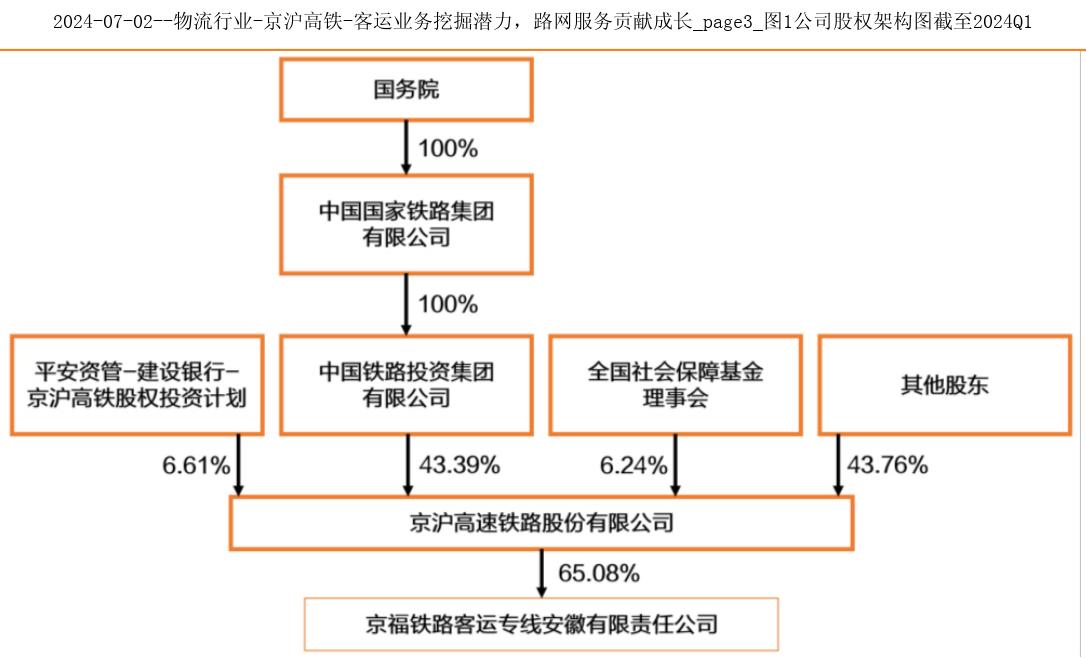 2024-07-02--物流行业-京沪高铁-客运业务挖掘潜力，路网服务贡献成长_page3_图1公司股权架构图截至2024Q1
国务院
100%
中国国家铁路集团
有限公司
100%
平安资管-建设银行-
京沪高铁股权投资计划
中国铁路投资集团
有限公司
全国社会保障基金
理事会
其他股东
6.61%
43.39%
6.24%
43.76%
京沪高速铁路股份有限公司
65.08%
京福铁路客运专线安徽有限责任公司